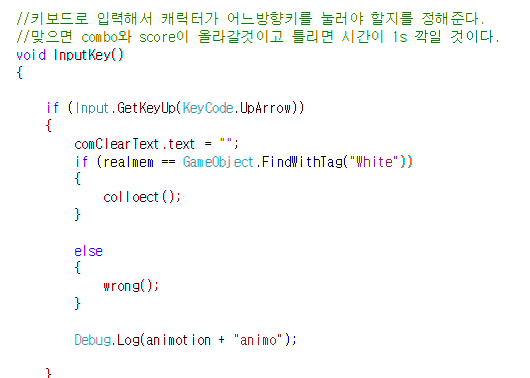 //키보드로 입력해서 캐릭터가 어느방향키를 눌러야 할지를 정해준다.
//맞으면 combo와 score이 올라갈것이고 틀리면 시간이 1s 깍일 것이다.
void InputKey()
{
if (Input.GetKeyUp(KeyCode.UpArrow))
{
comClearText.text = "";
if (realmem == GameObject.FindWithTag("White"))
{
colloect();
}
else
{
wrong();
}
Debug.Log(animotion + "animo");
}